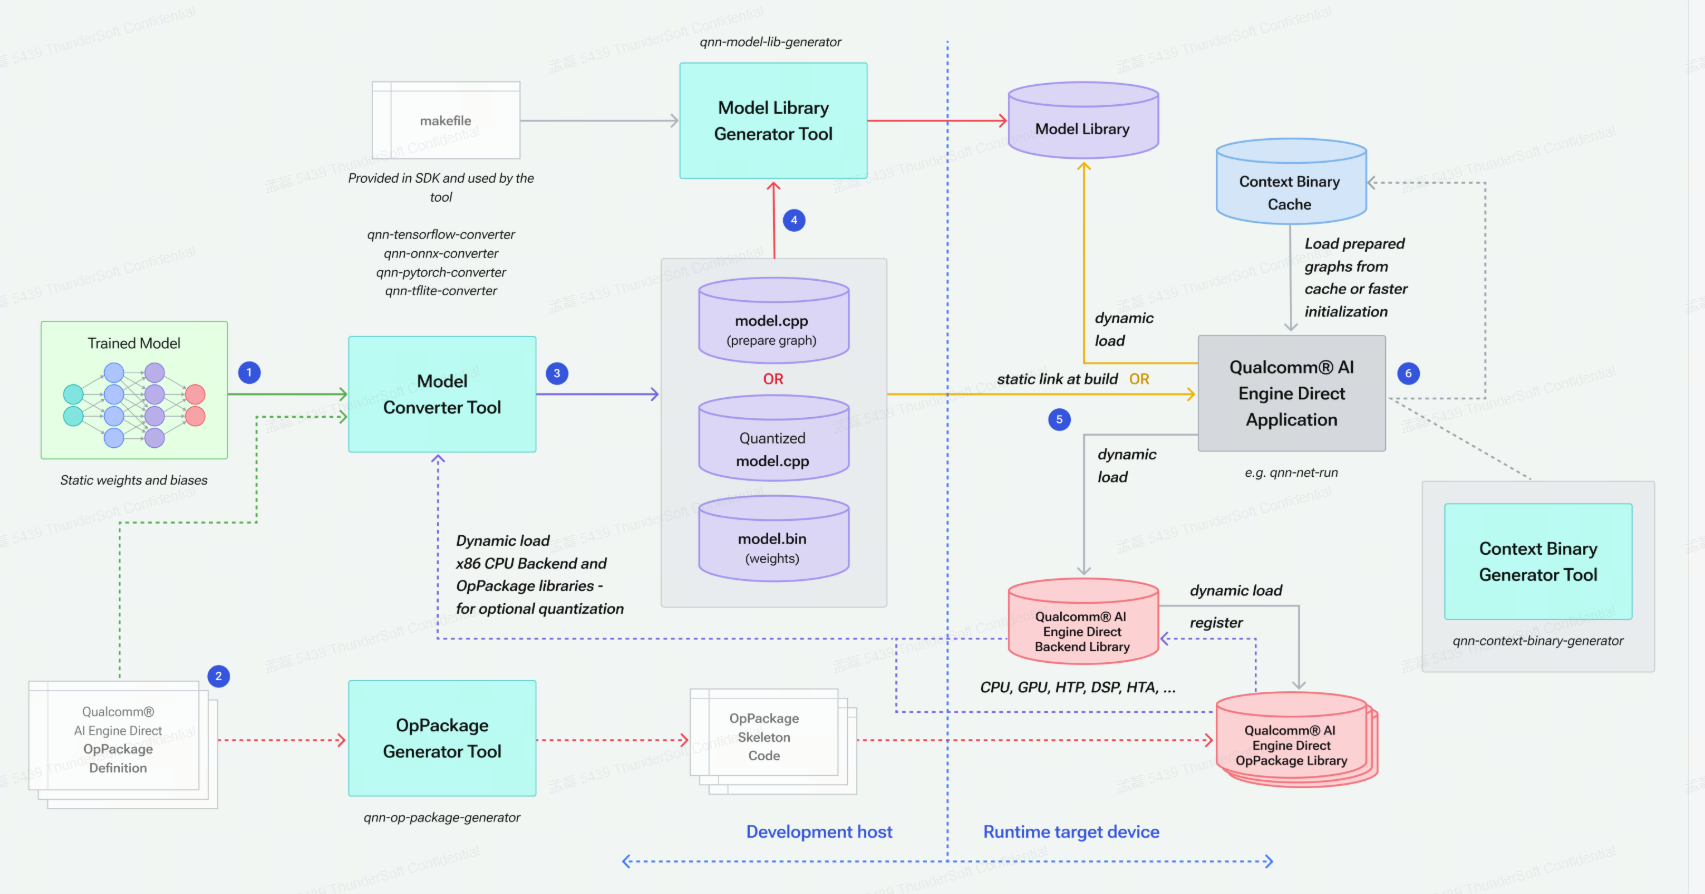 qnn-model-lib-generator
makefile
Provided in SDK and used by the
tool
Model Library
Generator Tool
Model Library
Context Binary
Cache
qnn-tensorflow-converter
qnn-onnx-converter
qnn-pytorch-converter
qnn-tflite-converter
4
Load prepared
graphs from
cache or faster
initialization
Trained Model
Static weights and biases
1
Model
Converter Tool
3
model.cpp
(prepare graph)
OR
Quantized
model.cpp
model.bin
(weights)
dynamic
load
static link at build OR
5
dynamic
load
Qualcomm® AI
Engine Direct
Application
e.g. qnn-net-run
6
Context Binary
Generator Tool
qnn-context-binary-generator
Dynamic load
x86 CPU Backend and
OpPackage libraries -
for optional quantization
Qualcomm® AI
Engine Direct
Backend Library
dynamic load
register
CPU, GPU, HTP, DSP, HTA, ...
2
Qualcomm®
AI Engine Direct
OpPackage
Definition
OpPackage
Generator Tool
qnn-op-package-generator
OpPackage
Skeleton
Code
Qualcomm® AI
Engine Direct
OpPackage Library
Development host
Runtime target device
5439 ThunderSoft Confidential